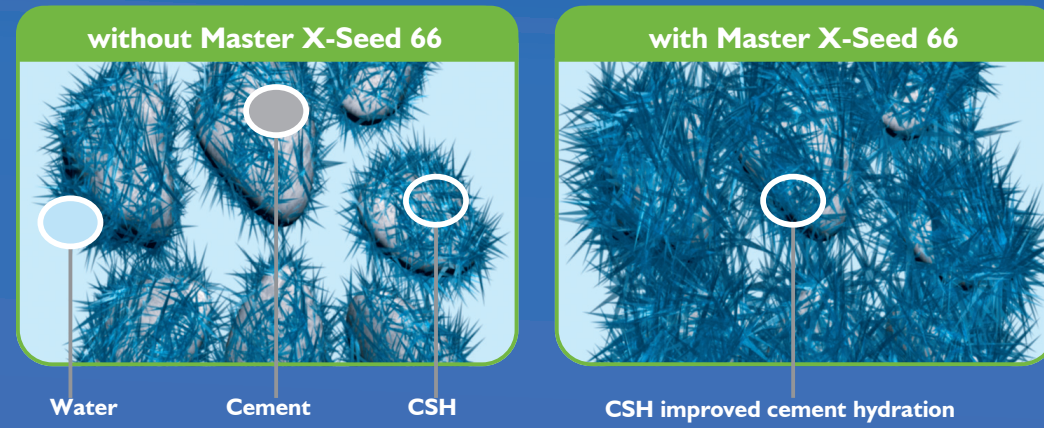 without Master X-Seed 66
with Master X-Seed 66
Water
Cement
CSH
CSH improved cement hydration